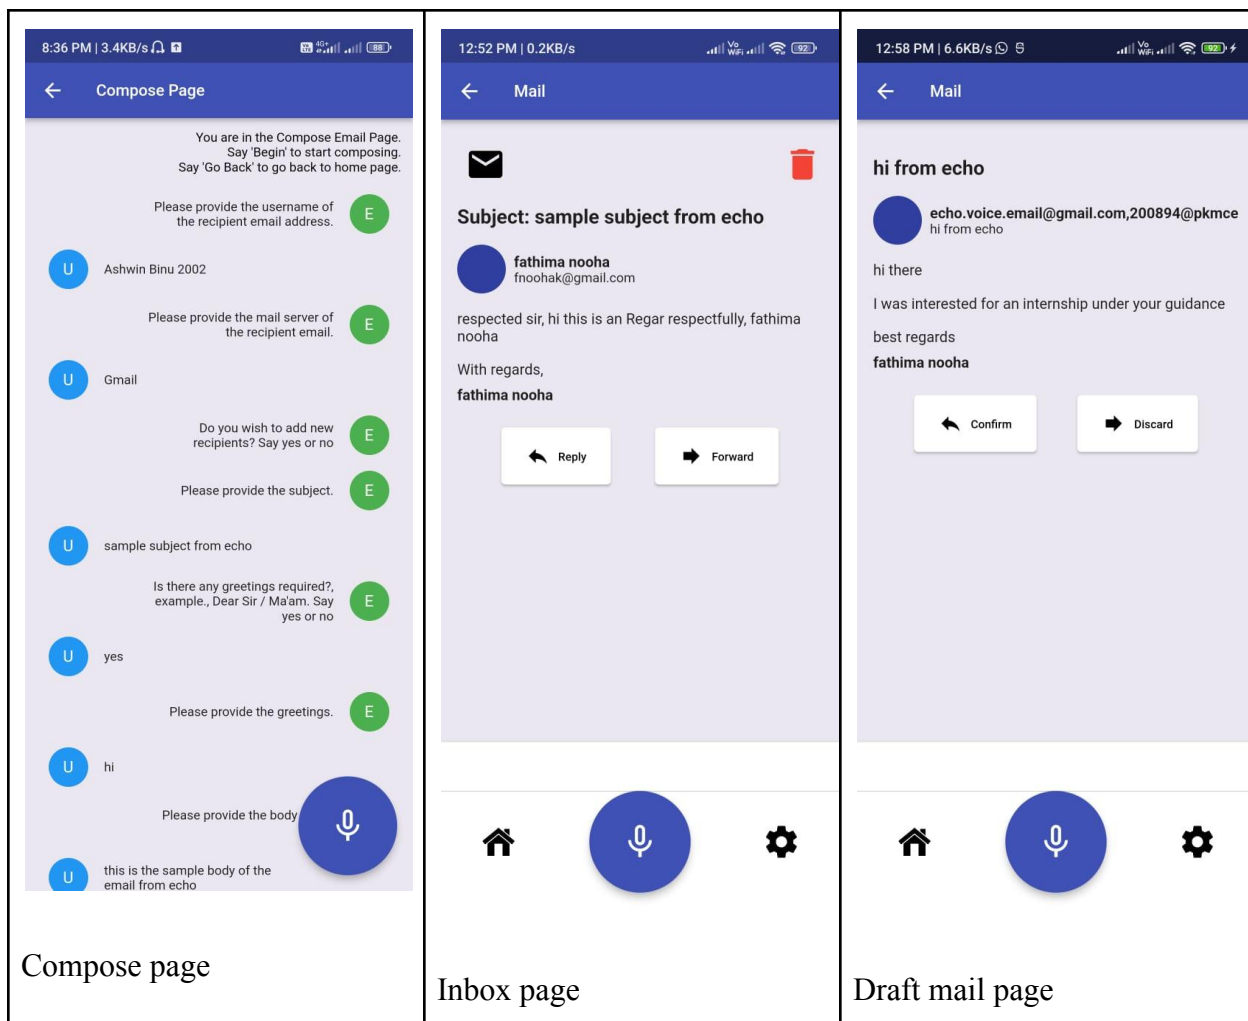 8:36 PM | 3.4KB/s
4G+
88
Compose Page
You are in the Compose Email Page.
Say 'Begin' to start composing.
Say 'Go Back' to go back to home page.
Please provide the username of
the recipient email address.
E
U
Ashwin Binu 2002
Please provide the mail server of
the recipient email.
E
U
Gmail
Do you wish to add new
recipients? Say yes or no
E
Please provide the subject.
E
U
sample subject from echo
Is there any greetings required?,
example., Dear Sir / Ma'am. Say
yes or no
E
U
yes
Please provide the greetings.
E
U
hi
Please provide the body
U
this is the sample body of the
email from echo
Compose page
12:52 PM | 0.2KB/s
Vo
WiFi
92
Mail
Subject: sample subject from echo
fathima nooha
fnoohak@gmail.com
respected sir, hi this is an Regar respectfully, fathima
nooha
With regards,
fathima nooha
Reply
Forward
Inbox page
12:58 PM | 6.6KB/s
Vo
WiFi
92
Mail
hi from echo
echo.voice.email@gmail.com,200894@pkmce
hi from echo
hi there
I was interested for an internship under your guidance
best regards
fathima nooha
Confirm
Discard
Draft mail page